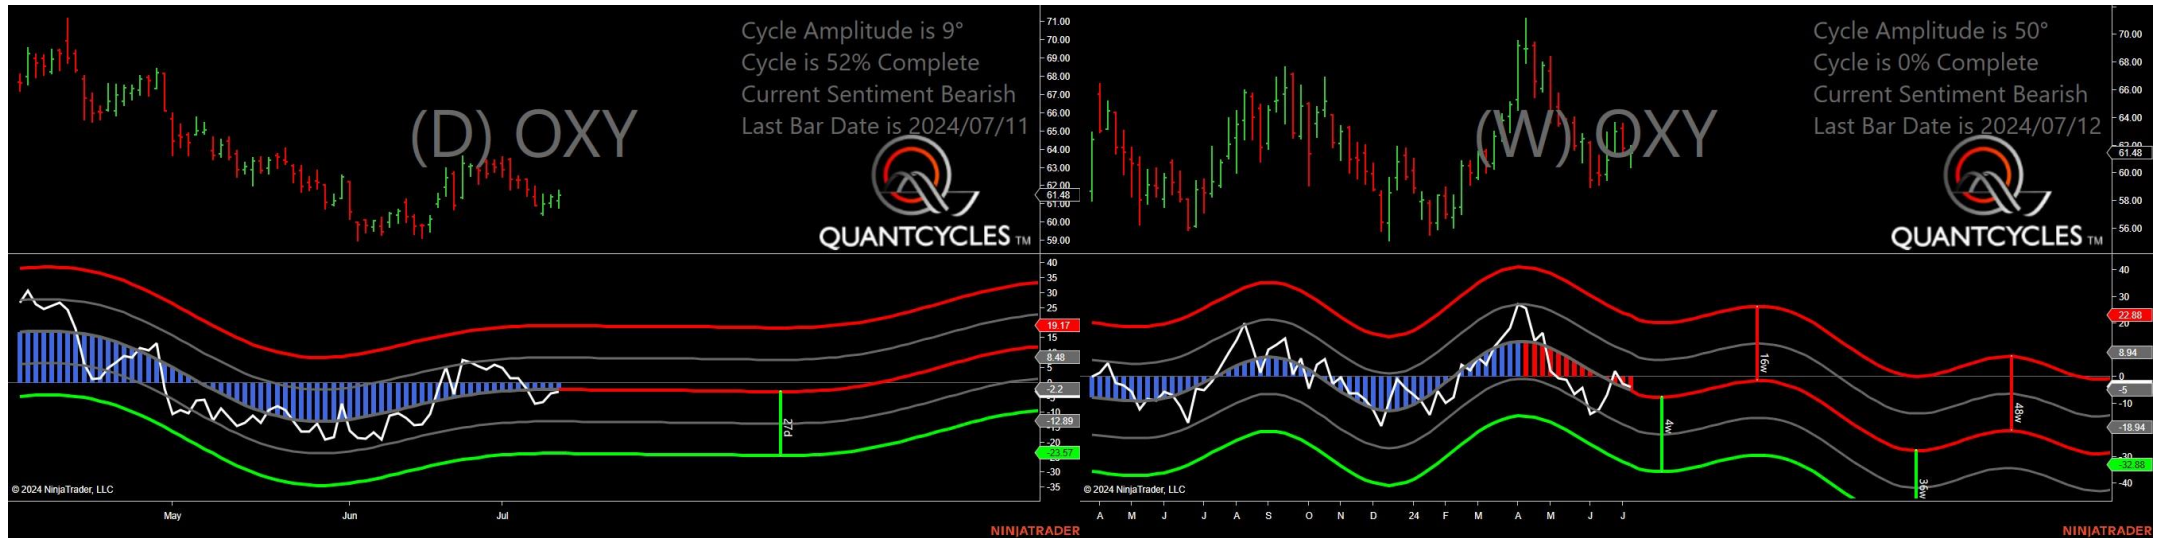 Cycle Amplitude is 9°
Cycle is 52% Complete
Current Sentiment Bearish
Last Bar Date is 2024/07/11
(D) OXY
QUANTCYCLES TM
71.00
70.00
69.00
68.00
67.00
66.00
65.00
64.00
63.00
62.00
61.48
60.00
59.00
40
35
30
25
19.17
15
8.48
5
0
-2.2
-10
-12.89
-20
-23.57
-30
-35
27d
© 2024 NinjaTrader, LLC
May
Jun
Jul
NINJATRADER
Cycle Amplitude is 50°
Cycle is 0% Complete
Current Sentiment Bearish
Last Bar Date is 2024/07/12
(W) OXY
QUANTCYCLES TM
70.00
68.00
66.00
64.00
62.00
61.48
60.00
58.00
56.00
40
30
22.88
20
8.94
0
-5
-10
-18.94
-30
-32.88
-40
16w
4w
48w
36w
© 2024 NinjaTrader, LLC
A M J J A S O N D 24 F M A M J J
NINJATRADER